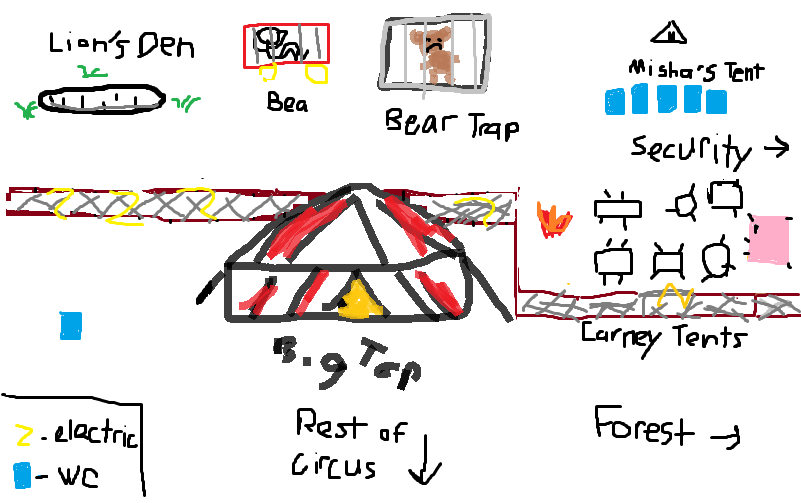 Lion's Den
Bea
Bear Trap
Misha's Tent
Security →
Big Top
Carney Tents
Rest of
circus ↓
Forest →
- electric
- WC